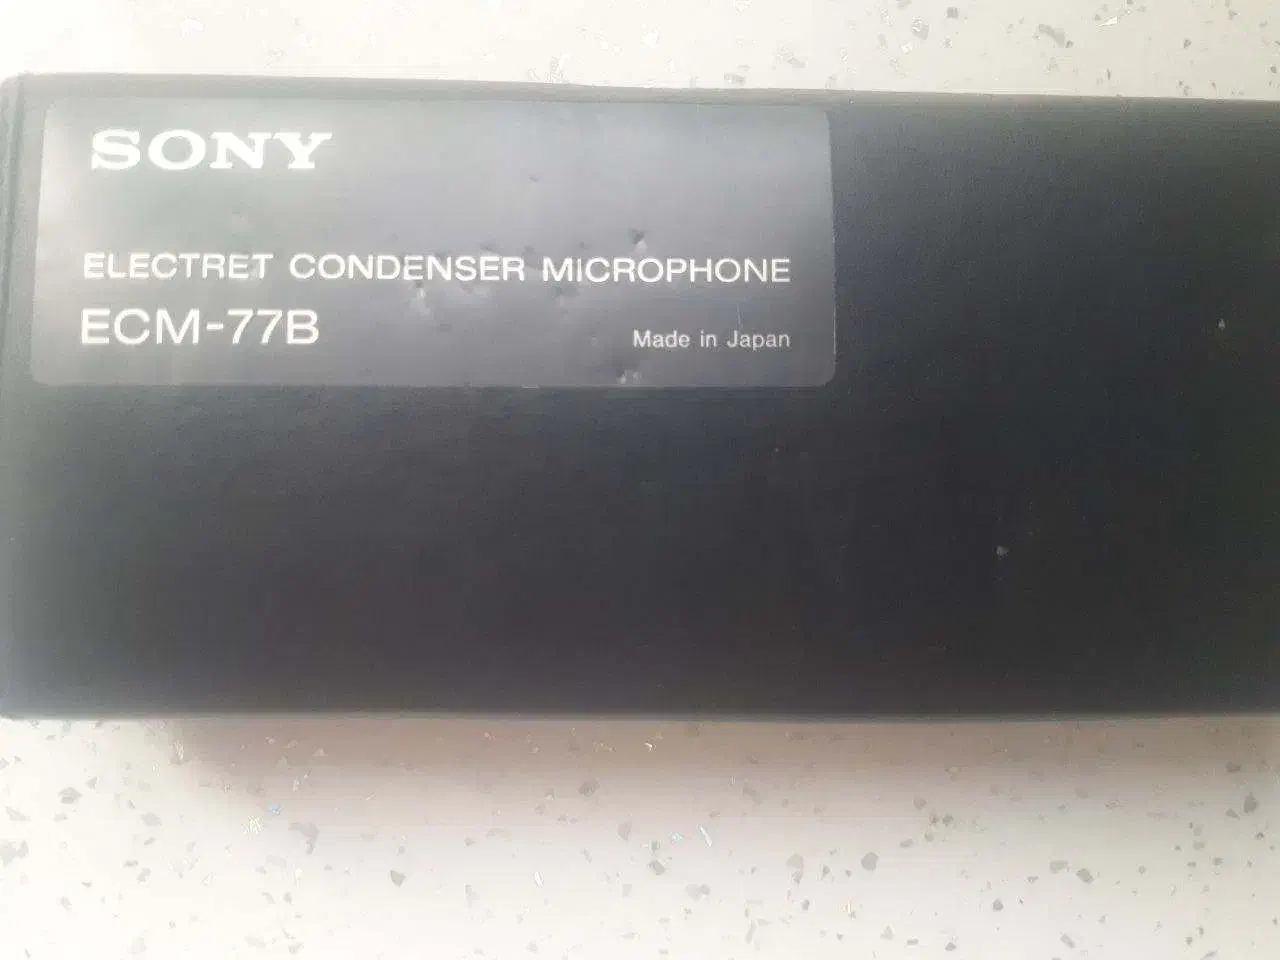 SONY
ELECTRET CONDENSER MICROPHONE
ECM-77B
Made in Japan